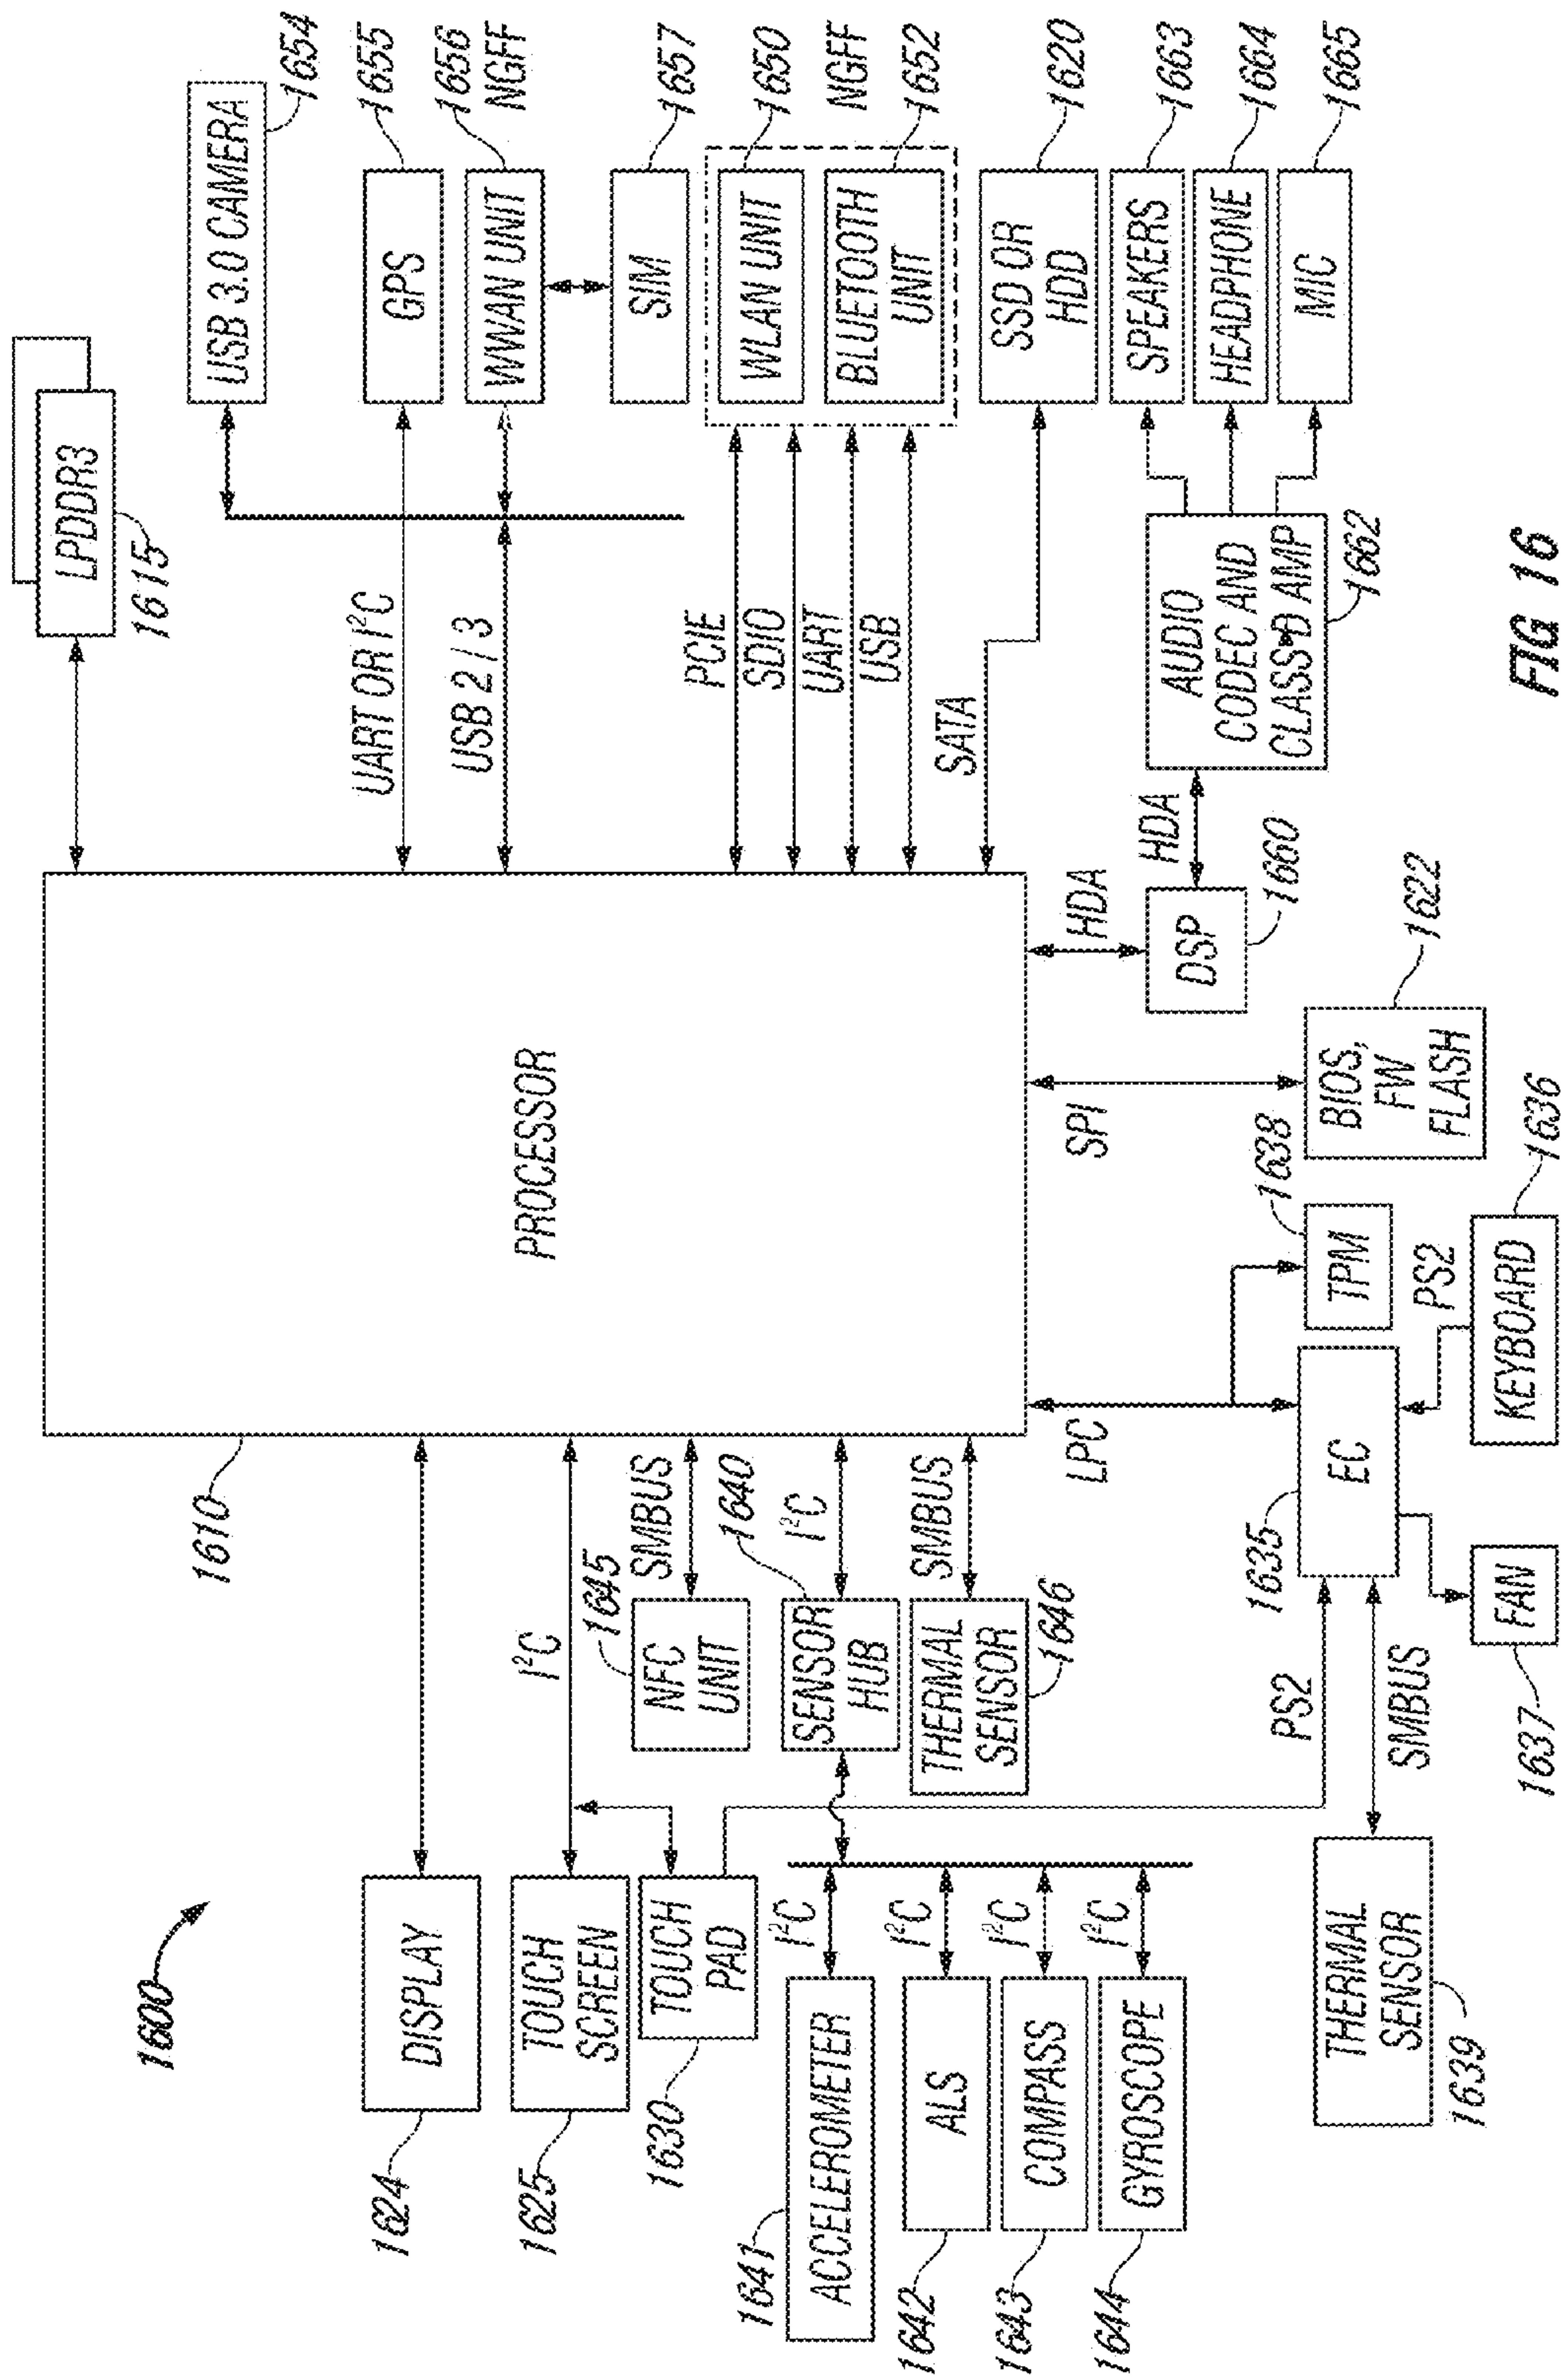 1600
LPDDR3
1615
DISPLAY
1624
1610
PROCESSOR
USB 3.0 CAMERA
1654
TOUCH
SCREEN
1625
I²C
UART OR I²C
GPS
1655
USB 2 / 3
WWAN UNIT
1656
NGFF
TOUCH
PAD
1630
NFC
UNIT
1645
SMBUS
SIM
1657
PCIE
SDIO
UART
USB
WLAN UNIT
1650
BLUETOOTH
UNIT
NGFF
1652
SENSOR
HUB
1640
I²C
ACCELEROMETER
1641
I²C
THERMAL
SENSOR
1646
SMBUS
ALS
1642
I²C
COMPASS
1643
I²C
GYROSCOPE
1644
I²C
SATA
SSD OR
HDD
1620
LPC
SPI
HDA
DSP
1660
HDA
AUDIO
CODEC AND
CLASS D AMP
1662
SPEAKERS
1663
HEADPHONE
1664
MIC
1665
PS2
1635
EC
TPM
1638
BIOS,
FW
FLASH
1622
THERMAL
SENSOR
1639
SMBUS
FAN
1637
PS2
KEYBOARD
1636
FIG 16